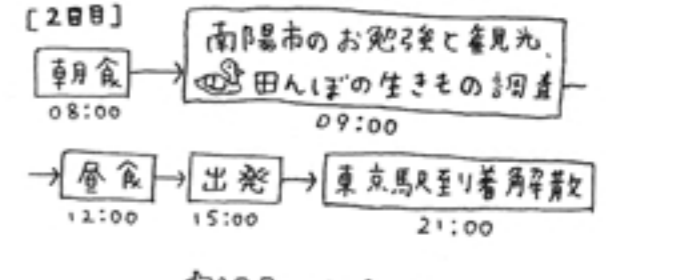 [2日目]
朝食
南陽市のお勉強と観光、
田んぼの生きもの調査
08:00
09:00
昼食
出発
東京駅到着解散
12:00
15:00
21:00